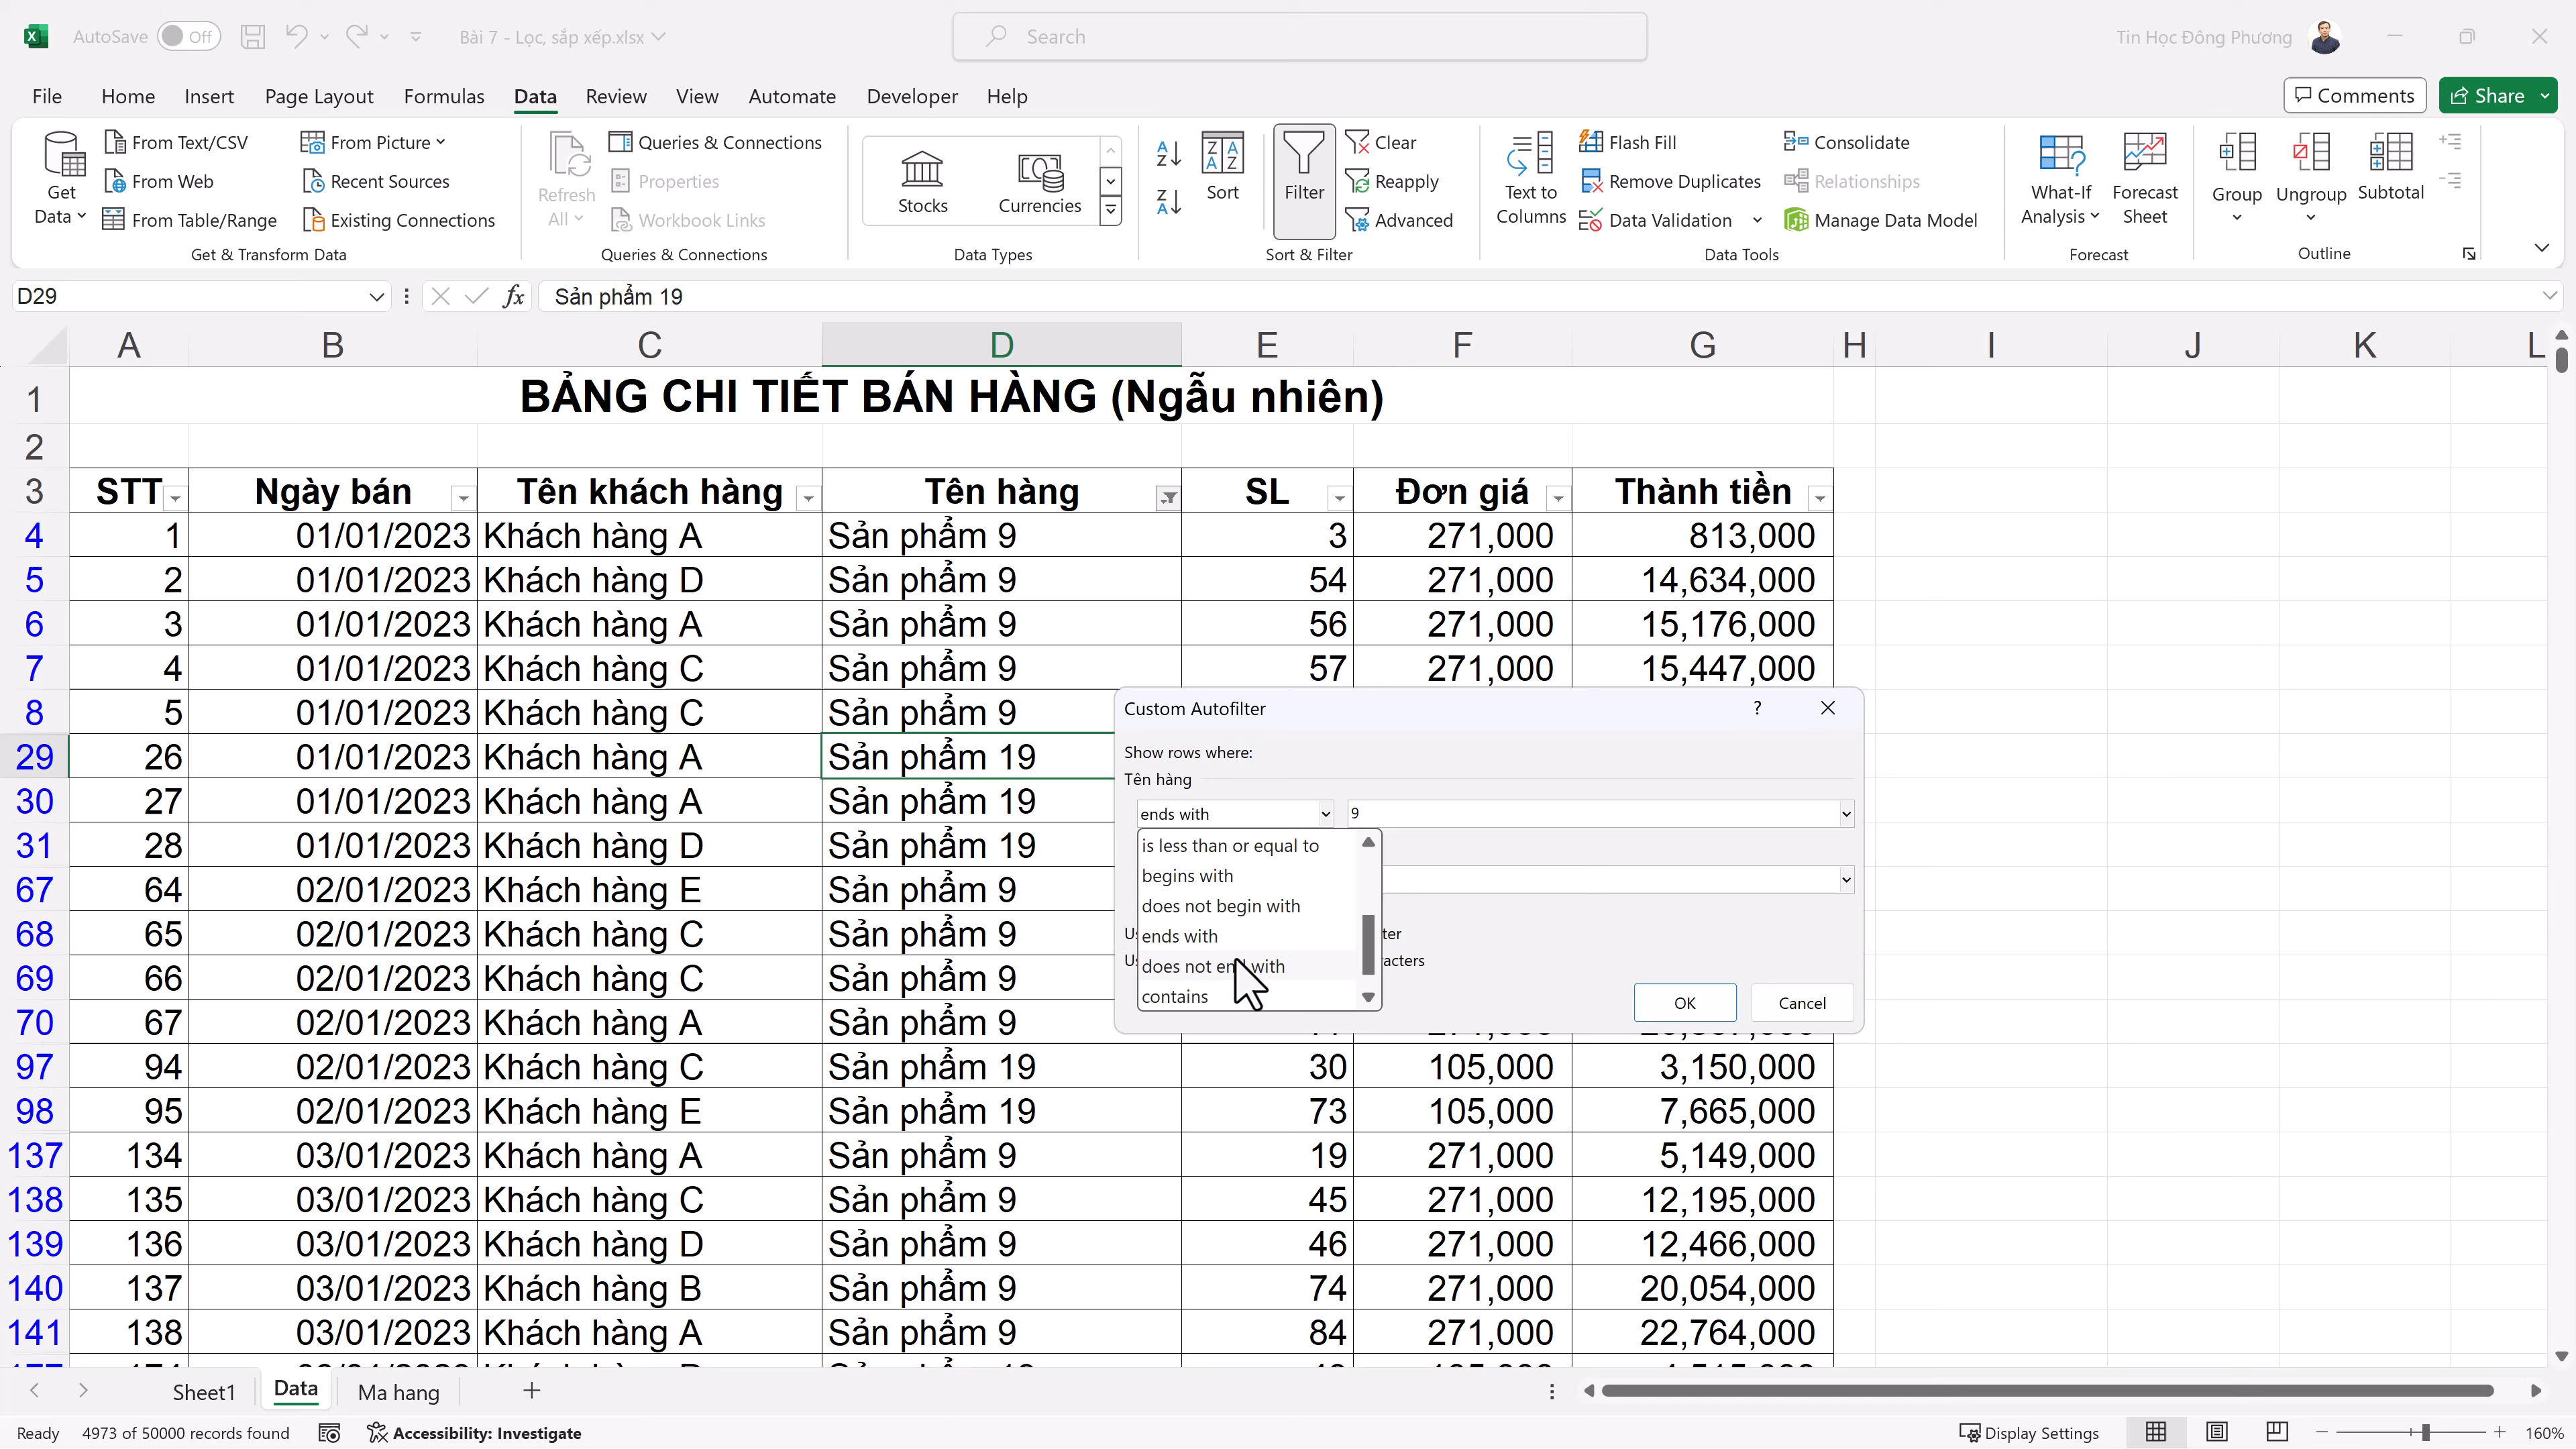 AutoSave Off Bài 7 - Lọc, sắp xếp.xlsx Search Tin Học Đông Phương
File Home Insert Page Layout Formulas Data Review View Automate Developer Help Comments Share
Get Data From Text/CSV From Picture Refresh All Queries & Connections Stocks Currencies Sort Filter Clear Text to Columns Flash Fill Consolidate What-If Analysis Forecast Sheet Group Ungroup Subtotal
From Web Recent Sources Properties Reapply Remove Duplicates Relationships
From Table/Range Existing Connections Workbook Links Advanced Data Validation Manage Data Model
Get & Transform Data Queries & Connections Data Types Sort & Filter Data Tools Forecast Outline
D29 fx Sản phẩm 19
A B C D E F G H I J K L
1 BẢNG CHI TIẾT BÁN HÀNG (Ngẫu nhiên)
2
3 STT Ngày bán Tên khách hàng Tên hàng SL Đơn giá Thành tiền
4 1 01/01/2023 Khách hàng A Sản phẩm 9 3 271,000 813,000
5 2 01/01/2023 Khách hàng D Sản phẩm 9 54 271,000 14,634,000
6 3 01/01/2023 Khách hàng A Sản phẩm 9 56 271,000 15,176,000
7 4 01/01/2023 Khách hàng C Sản phẩm 9 57 271,000 15,447,000
8 5 01/01/2023 Khách hàng C Sản phẩm 9
29 26 01/01/2023 Khách hàng A Sản phẩm 19
30 27 01/01/2023 Khách hàng A Sản phẩm 19
31 28 01/01/2023 Khách hàng D Sản phẩm 19
67 64 02/01/2023 Khách hàng E Sản phẩm 9
68 65 02/01/2023 Khách hàng C Sản phẩm 9
69 66 02/01/2023 Khách hàng C Sản phẩm 9
70 67 02/01/2023 Khách hàng A Sản phẩm 9
97 94 02/01/2023 Khách hàng C Sản phẩm 19 30 105,000 3,150,000
98 95 02/01/2023 Khách hàng E Sản phẩm 19 73 105,000 7,665,000
137 134 03/01/2023 Khách hàng A Sản phẩm 9 19 271,000 5,149,000
138 135 03/01/2023 Khách hàng C Sản phẩm 9 45 271,000 12,195,000
139 136 03/01/2023 Khách hàng D Sản phẩm 9 46 271,000 12,466,000
140 137 03/01/2023 Khách hàng B Sản phẩm 9 74 271,000 20,054,000
141 138 03/01/2023 Khách hàng A Sản phẩm 9 84 271,000 22,764,000
Custom Autofilter ?
Show rows where:
Tên hàng
ends with 9
is less than or equal to
begins with
does not begin with
ends with
does not end with
contains
OK Cancel
Sheet1 Data Ma hang
Ready 4973 of 50000 records found Accessibility: Investigate Display Settings 160%